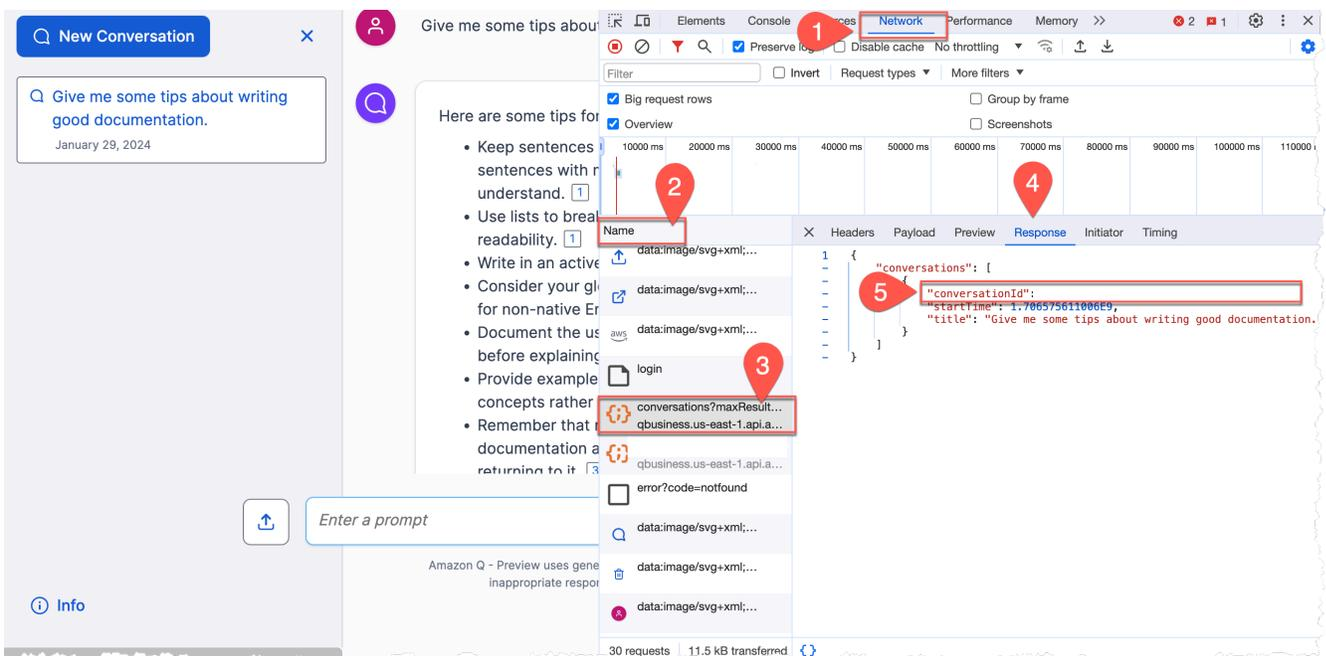 New Conversation
Give me some tips about writing
good documentation.
January 29, 2024
Info
Give me some tips about
Here are some tips for
Keep sentences
sentences with
understand. 1
Use lists to break
readability. 1
Write in an active
Consider your
for non-native
Document the
before explaining
Provide example
concepts rather
Remember that
documentation
returning to it. 3
Enter a prompt
Amazon Q - Preview uses
inappropriate
Elements Console Network Performance Memory
2 1
1
Preserve Disable cache No throttling
Filter Invert Request types More filters
Big request rows Group by frame
Overview Screenshots
10000 ms 20000 ms 30000 ms 40000 ms 50000 ms 60000 ms 70000 ms 80000 ms 90000 ms 100000 ms 110000
2
4
Name
Headers Payload Preview Response Initiator Timing
data:image/svg+xml;...
data:image/svg+xml;...
aws data:image/svg+xml;...
login
3
conversations?maxResult...
qbusiness.us-east-1.api.a...
qbusiness.us-east-1.api.a...
error?code=notfound
data:image/svg+xml;...
data:image/svg+xml;...
data:image/svg+xml;...
30 requests 11.5 kB transferred {}
1 {
"conversations": [
{
5
"conversationId":
"startTime": 1.706575611006E9,
"title": "Give me some tips about writing good documentation.
}
]
}